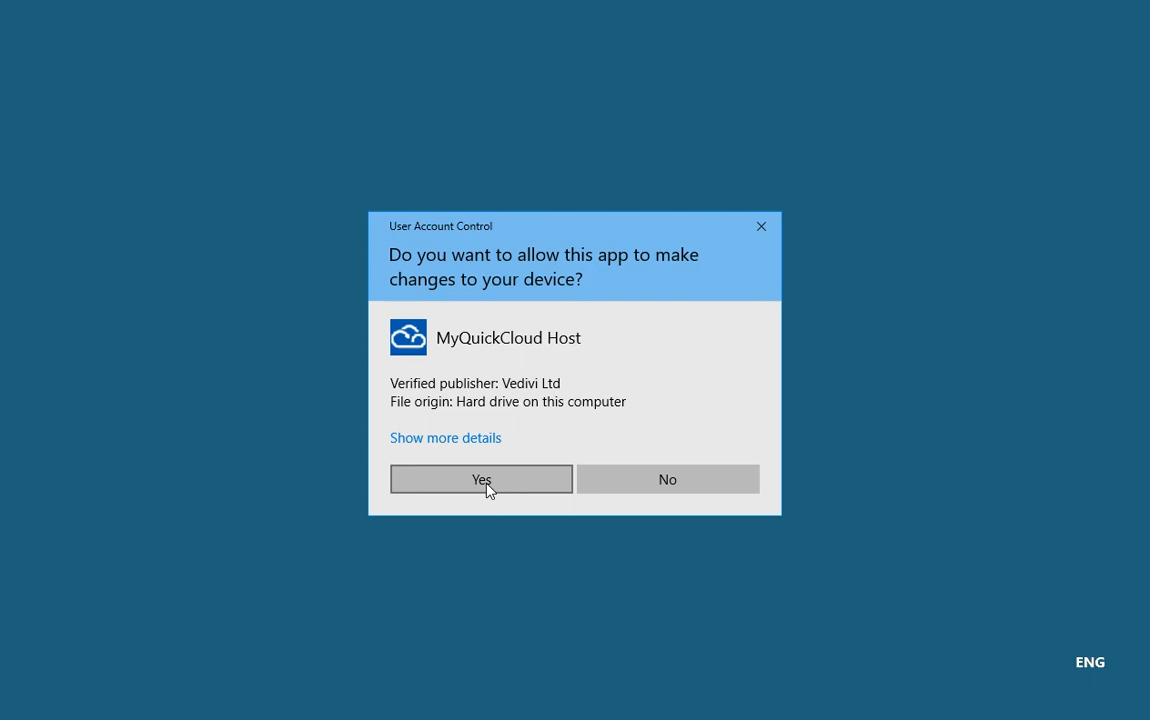 User Account Control
Do you want to allow this app to make
changes to your device?
MyQuickCloud Host
Verified publisher: Vedivi Ltd
File origin: Hard drive on this computer
Show more details
Yes No
ENG